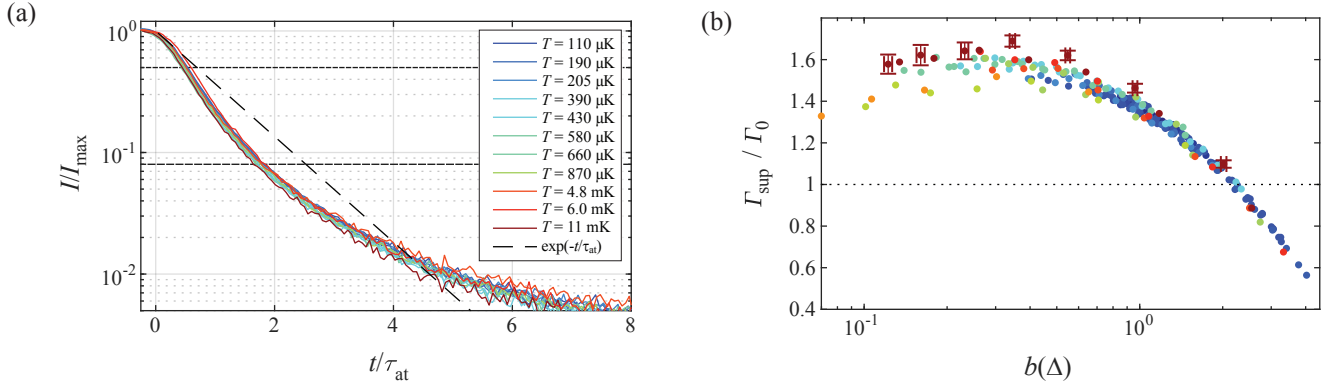 (a)
I/I_max
10^0
10^-1
10^-2
0
2
4
6
8
t/τ_at
T = 110 μK
T = 190 μK
T = 205 μK
T = 390 μK
T = 430 μK
T = 580 μK
T = 660 μK
T = 870 μK
T = 4.8 mK
T = 6.0 mK
T = 11 mK
exp(-t/τ_at)
(b)
Γ_sup / Γ_0
1.6
1.4
1.2
1
0.8
0.6
0.4
10^-1
10^0
b(Δ)